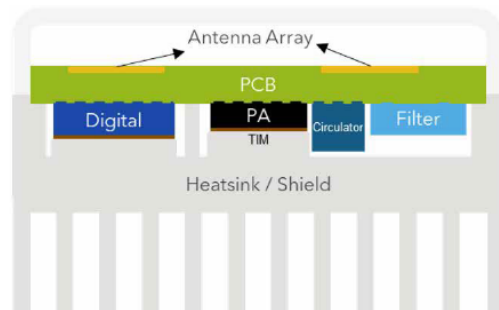 Antenna Array
PCB
Digital
PA
Circulator
Filter
TIM
Heatsink / Shield